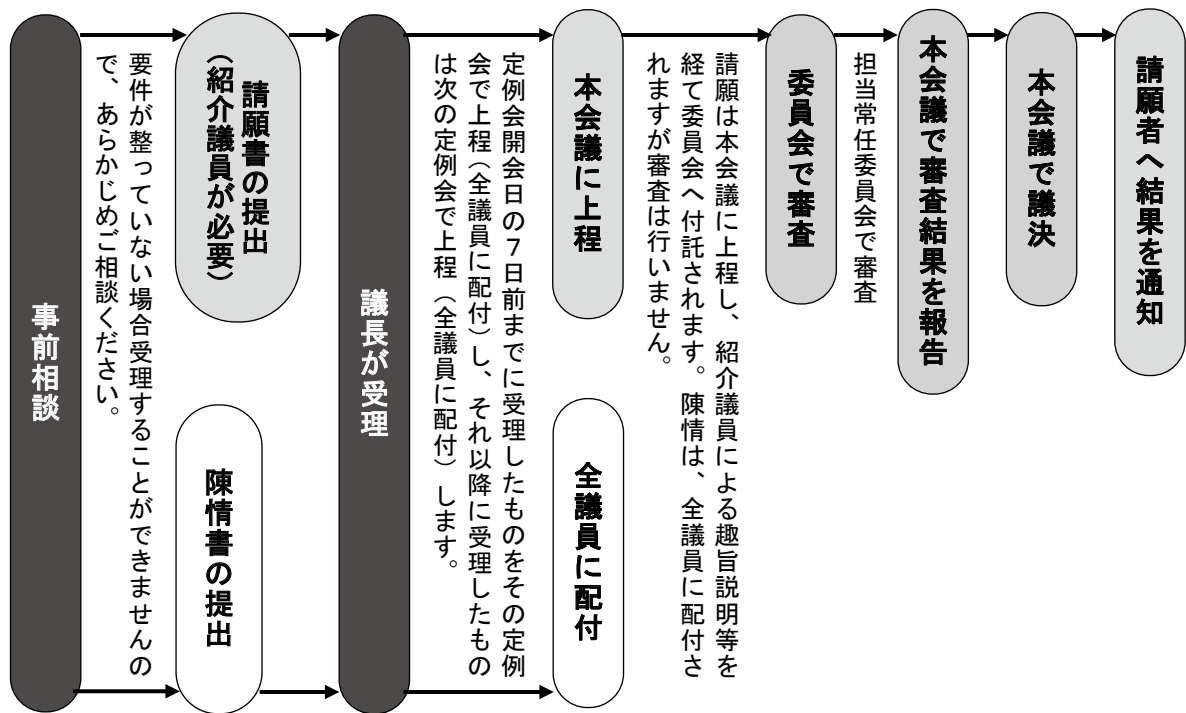 事前相談
要件が整っていない場合受理することができませんの
で、あらかじめご相談ください。
請願書の提出
（紹介議員が必要）
陳情書の提出
議長が受理
定例会開会日の７日前までに受理したものをその定例
会で上程（全議員に配付）し、それ以降に受理したもの
は次の定例会で上程（全議員に配付）します。
本会議に上程
全議員に配付
請願は本会議に上程し、紹介議員による趣旨説明等を
経て委員会へ付託されます。陳情は、全議員に配付さ
れますが審査は行いません。
委員会で審査
担当常任委員会で審査
本会議で審査結果を報告
本会議で議決
請願者へ結果を通知